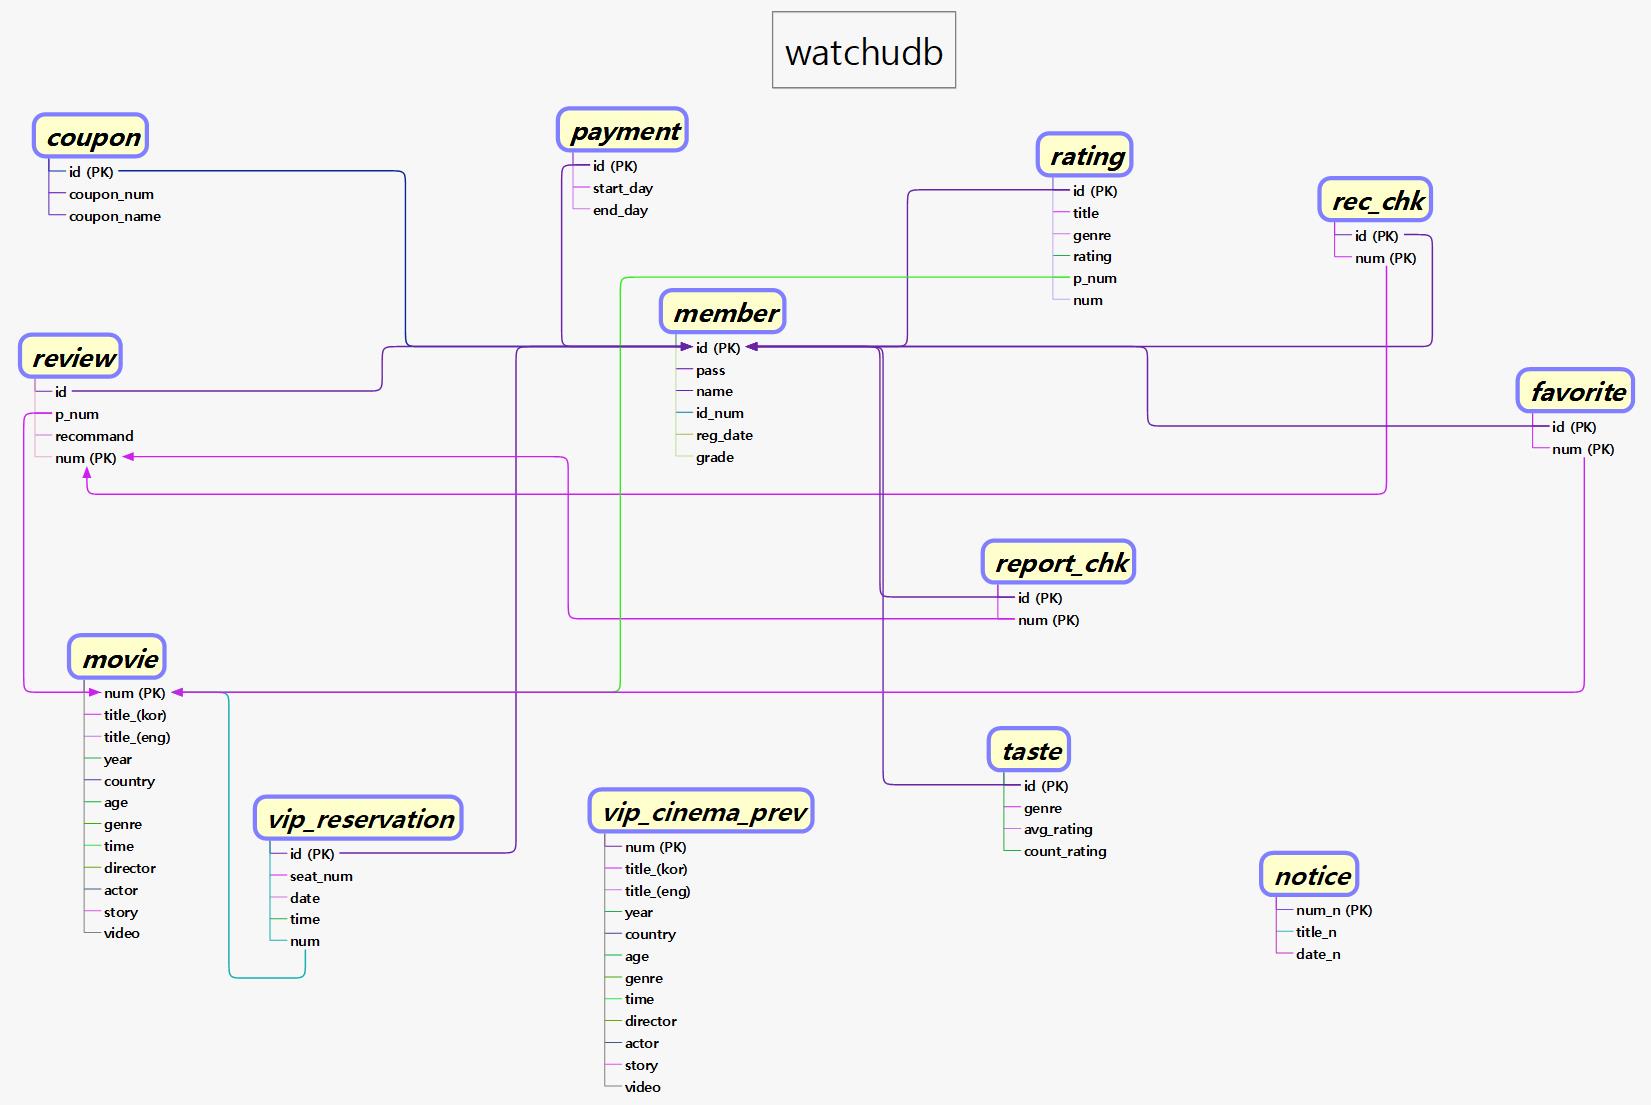 watchudb
coupon
id (PK)
coupon_num
coupon_name
payment
id (PK)
start_day
end_day
rating
id (PK)
title
genre
rating
p_num
num
rec_chk
id (PK)
num (PK)
member
id (PK)
pass
name
id_num
reg_date
grade
review
id
p_num
recommand
num (PK)
favorite
id (PK)
num (PK)
report_chk
id (PK)
num (PK)
movie
num (PK)
title_(kor)
title_(eng)
year
country
age
genre
time
director
actor
story
video
vip_reservation
id (PK)
seat_num
date
time
num
vip_cinema_prev
num (PK)
title_(kor)
title_(eng)
year
country
age
genre
time
director
actor
story
video
taste
id (PK)
genre
avg_rating
count_rating
notice
num_n (PK)
title_n
date_n